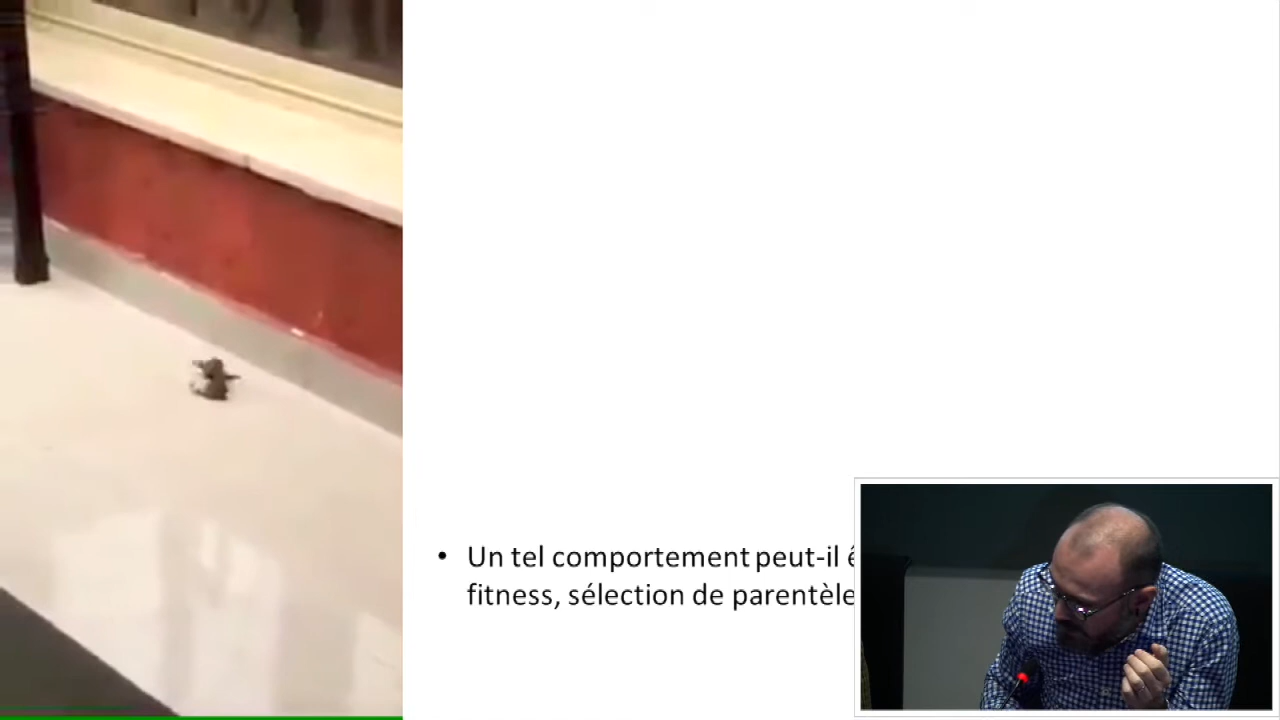 • Un tel comportement peut-il
fitness, sélection de parentèle